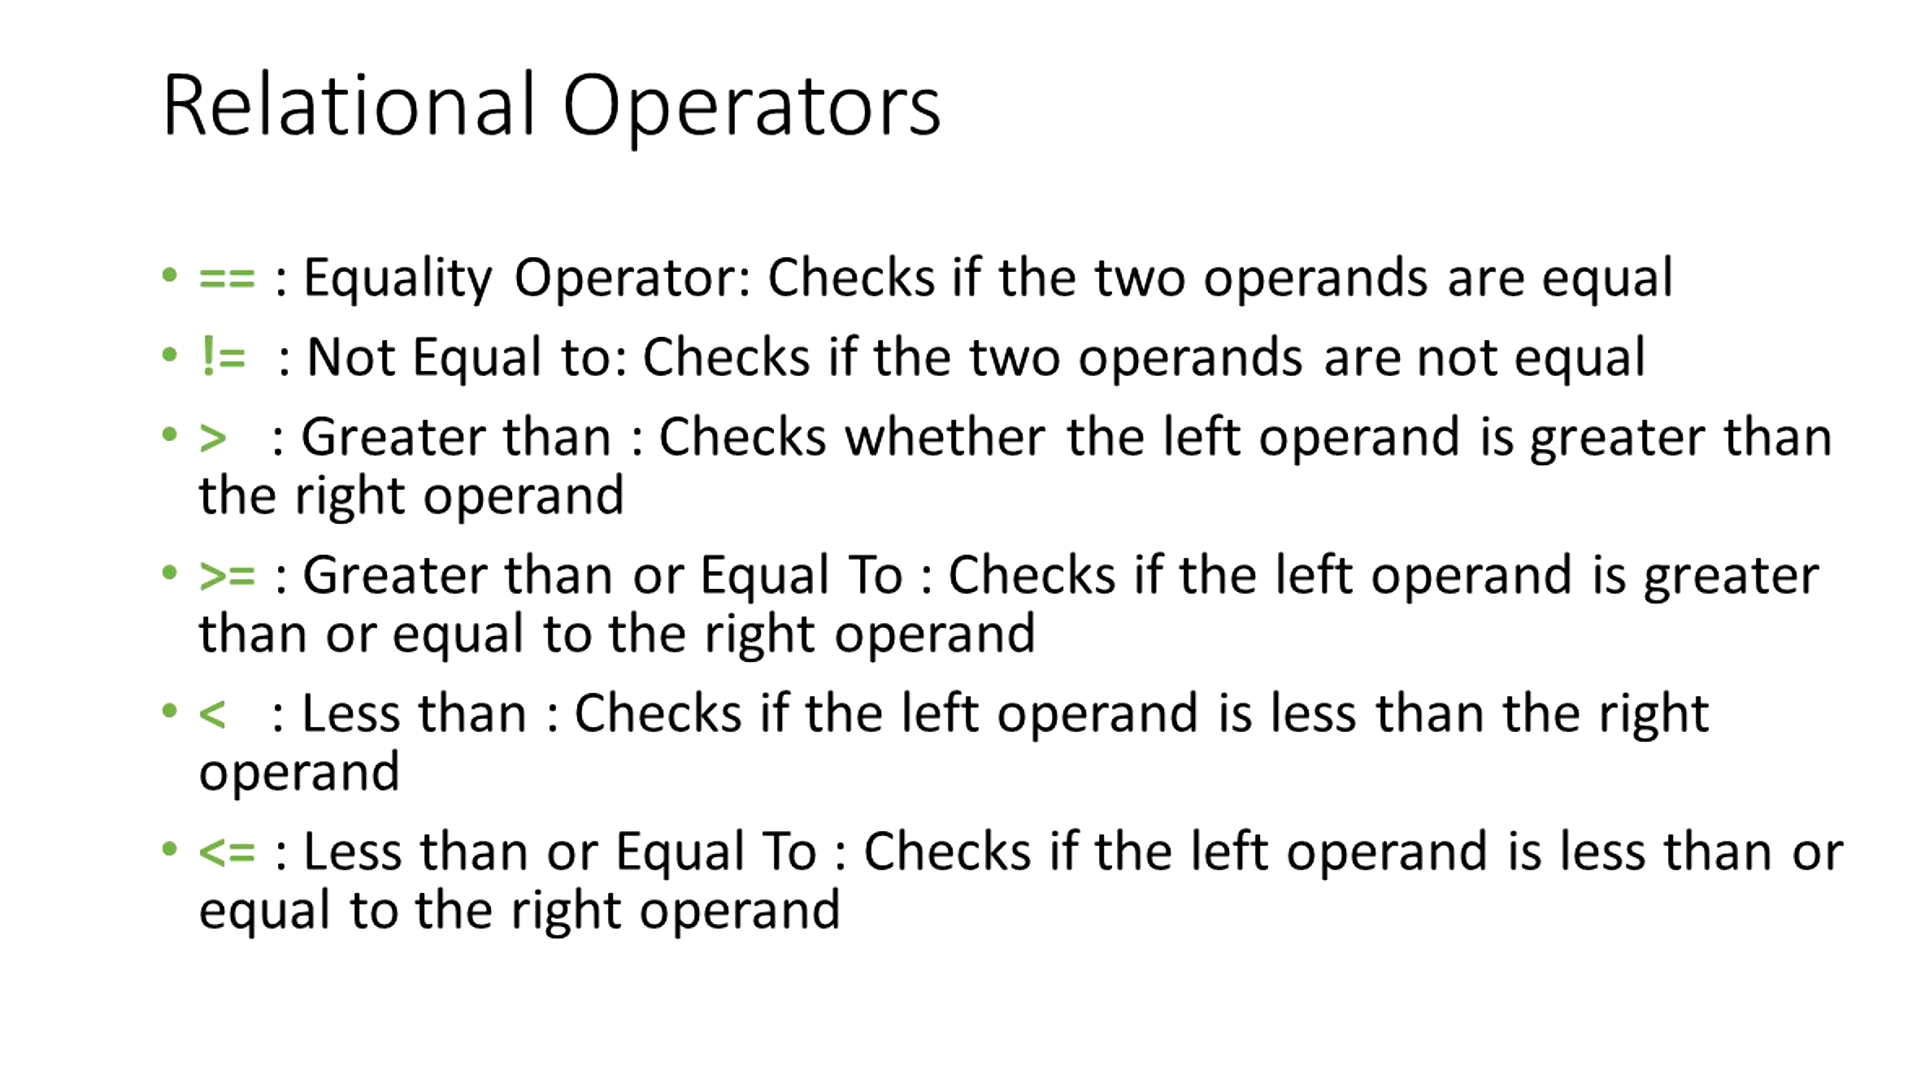 Relational Operators
• == : Equality Operator: Checks if the two operands are equal
• != : Not Equal to: Checks if the two operands are not equal
• > : Greater than : Checks whether the left operand is greater than
the right operand
• >= : Greater than or Equal To : Checks if the left operand is greater
than or equal to the right operand
• < : Less than : Checks if the left operand is less than the right
operand
• <= : Less than or Equal To : Checks if the left operand is less than or
equal to the right operand